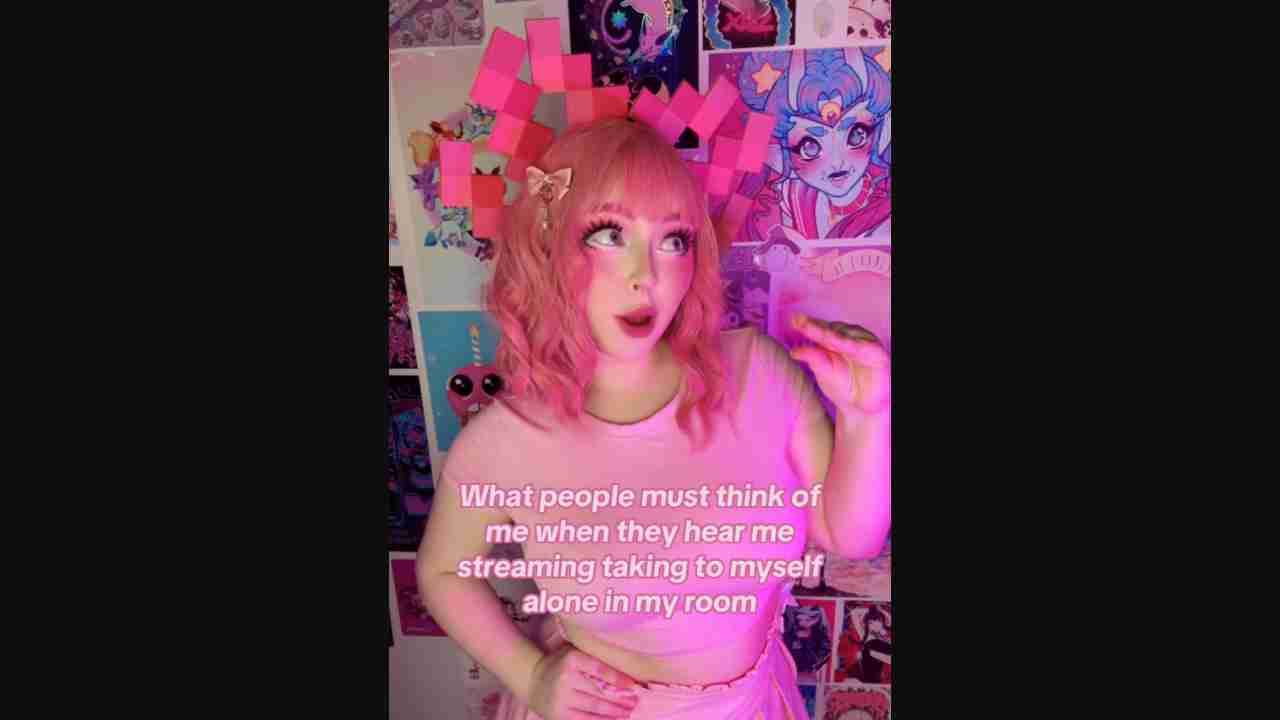 What people must think of
me when they hear me
streaming taking to myself
alone in my room